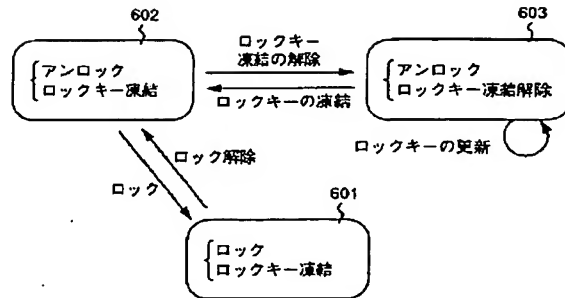 602
アンロック
ロックキー凍結
ロックキー
凍結の解除
ロックキーの凍結
603
アンロック
ロックキー凍結解除
ロックキーの更新
ロック解除
ロック
601
ロック
ロックキー凍結